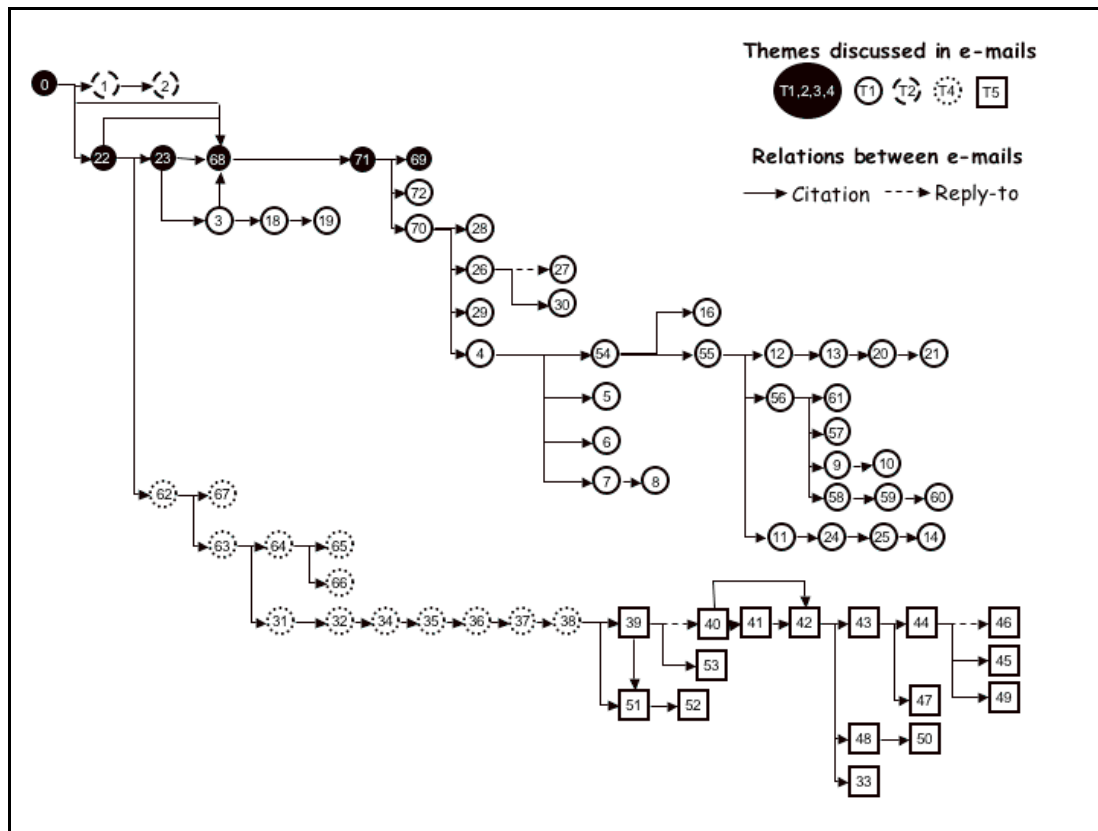 Themes discussed in e-mails
T1,2,3,4 T1 T2 T4 T5
Relations between e-mails
Citation Reply-to
0 1 2
22 23 68 71 69
72
3 18 19 70 28
26 27
30
29 16
4 54 55 12 13 20 21
5 56 61
57
6
9 10
7 8
62 67 58 59 60
11 24 25 14
63 64 65
66
31 32 34 35 36 37 38 39 40 41 42 43 44 46
53 45
51 52 47 49
48 50
33